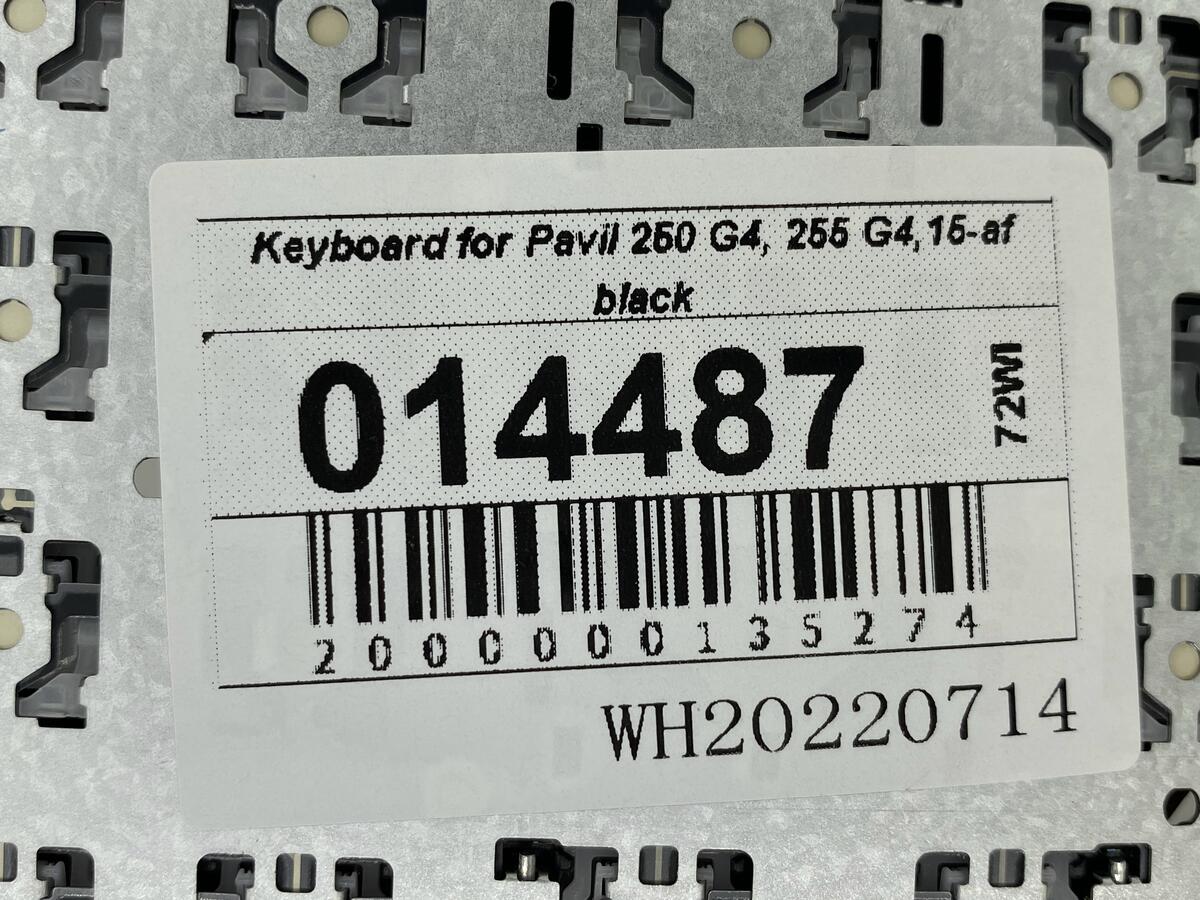 Keyboard for Pavil 250 G4, 255 G4,15-af
black
014487
72WI
2000000135274
WH20220714